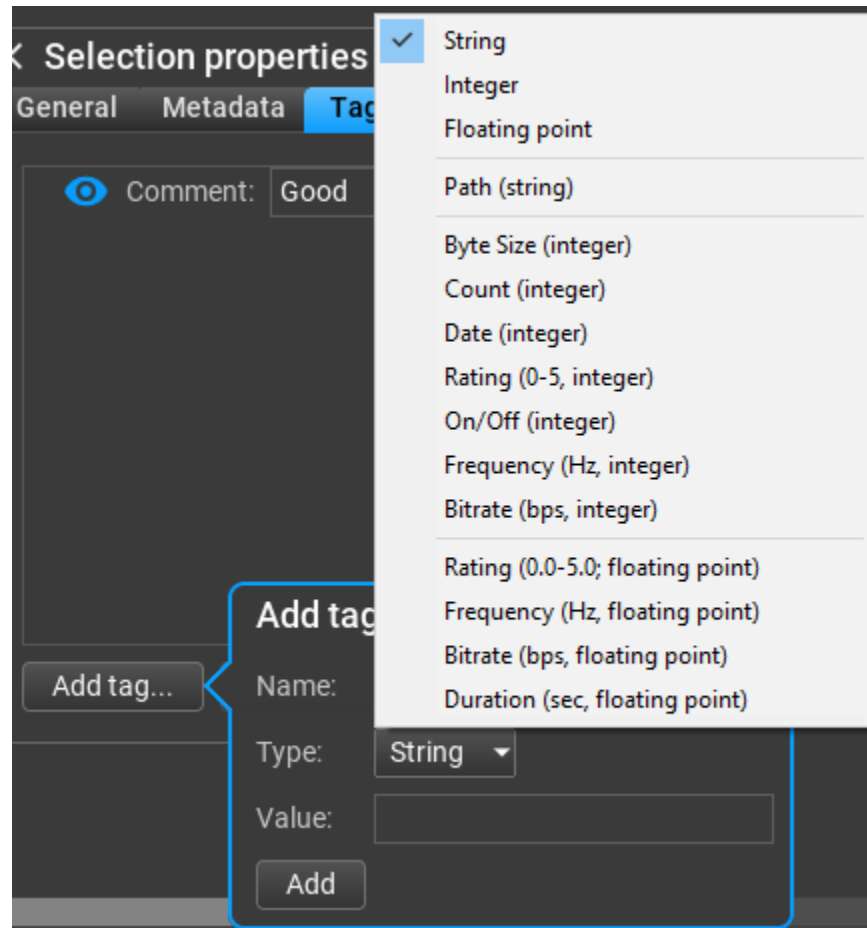 Selection properties
General Metadata Tag
Comment: Good
String
Integer
Floating point
Path (string)
Byte Size (integer)
Count (integer)
Date (integer)
Rating (0-5, integer)
On/Off (integer)
Frequency (Hz, integer)
Bitrate (bps, integer)
Rating (0.0-5.0; floating point)
Frequency (Hz, floating point)
Bitrate (bps, floating point)
Duration (sec, floating point)
Add tag...
Add tag
Name:
Type: String
Value:
Add